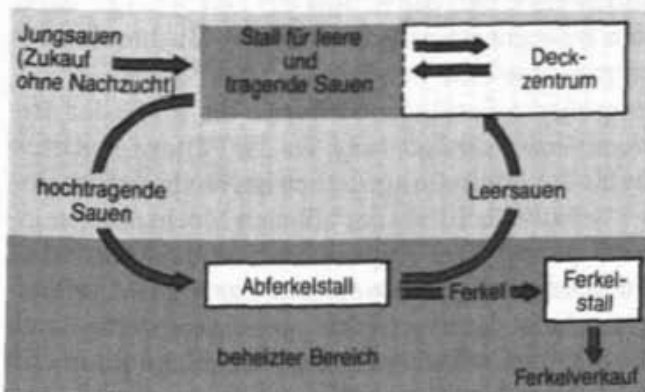 Jungsauen
(Zukauf
ohne Nachzucht)
Stall für leere
und
tragende Sauen
Deck-
zentrum
hochtragende
Sauen
Leersauen
Abferkelstall
Ferkel
Ferkel-
stall
beheizter Bereich
Ferkelverkauf